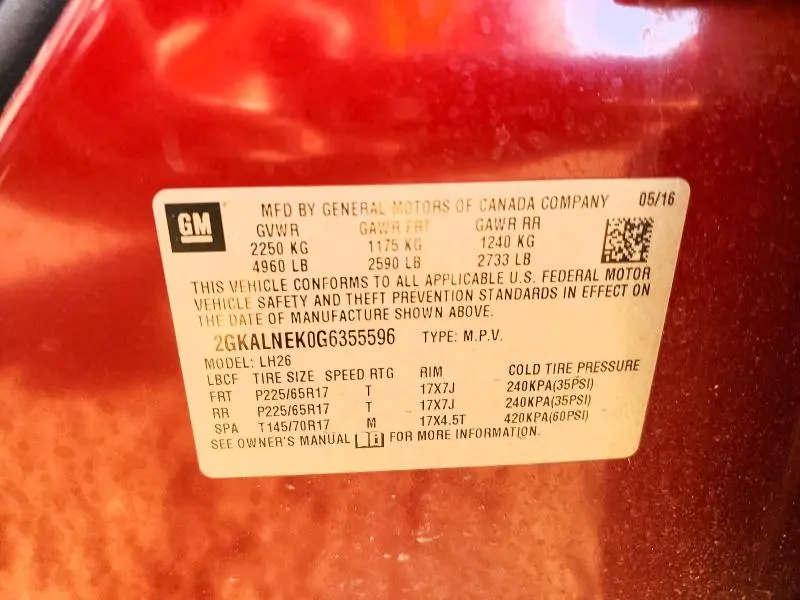 GM MFD BY GENERAL MOTORS OF CANADA COMPANY 05/16
GVWR GAWR FRT GAWR RR
2250 KG 1175 KG 1240 KG
4960 LB 2590 LB 2733 LB
THIS VEHICLE CONFORMS TO ALL APPLICABLE U.S. FEDERAL MOTOR
VEHICLE SAFETY AND THEFT PREVENTION STANDARDS IN EFFECT ON
THE DATE OF MANUFACTURE SHOWN ABOVE.
2GKALNEK0G6355596 TYPE: M.P.V.
MODEL: LH26
LBCF TIRE SIZE SPEED RTG RIM COLD TIRE PRESSURE
FRT P225/65R17 T 17X7J 240KPA(35PSI)
RR P225/65R17 T 17X7J 240KPA(35PSI)
SPA T145/70R17 M 17X4.5T 420KPA(60PSI)
SEE OWNER'S MANUAL FOR MORE INFORMATION.